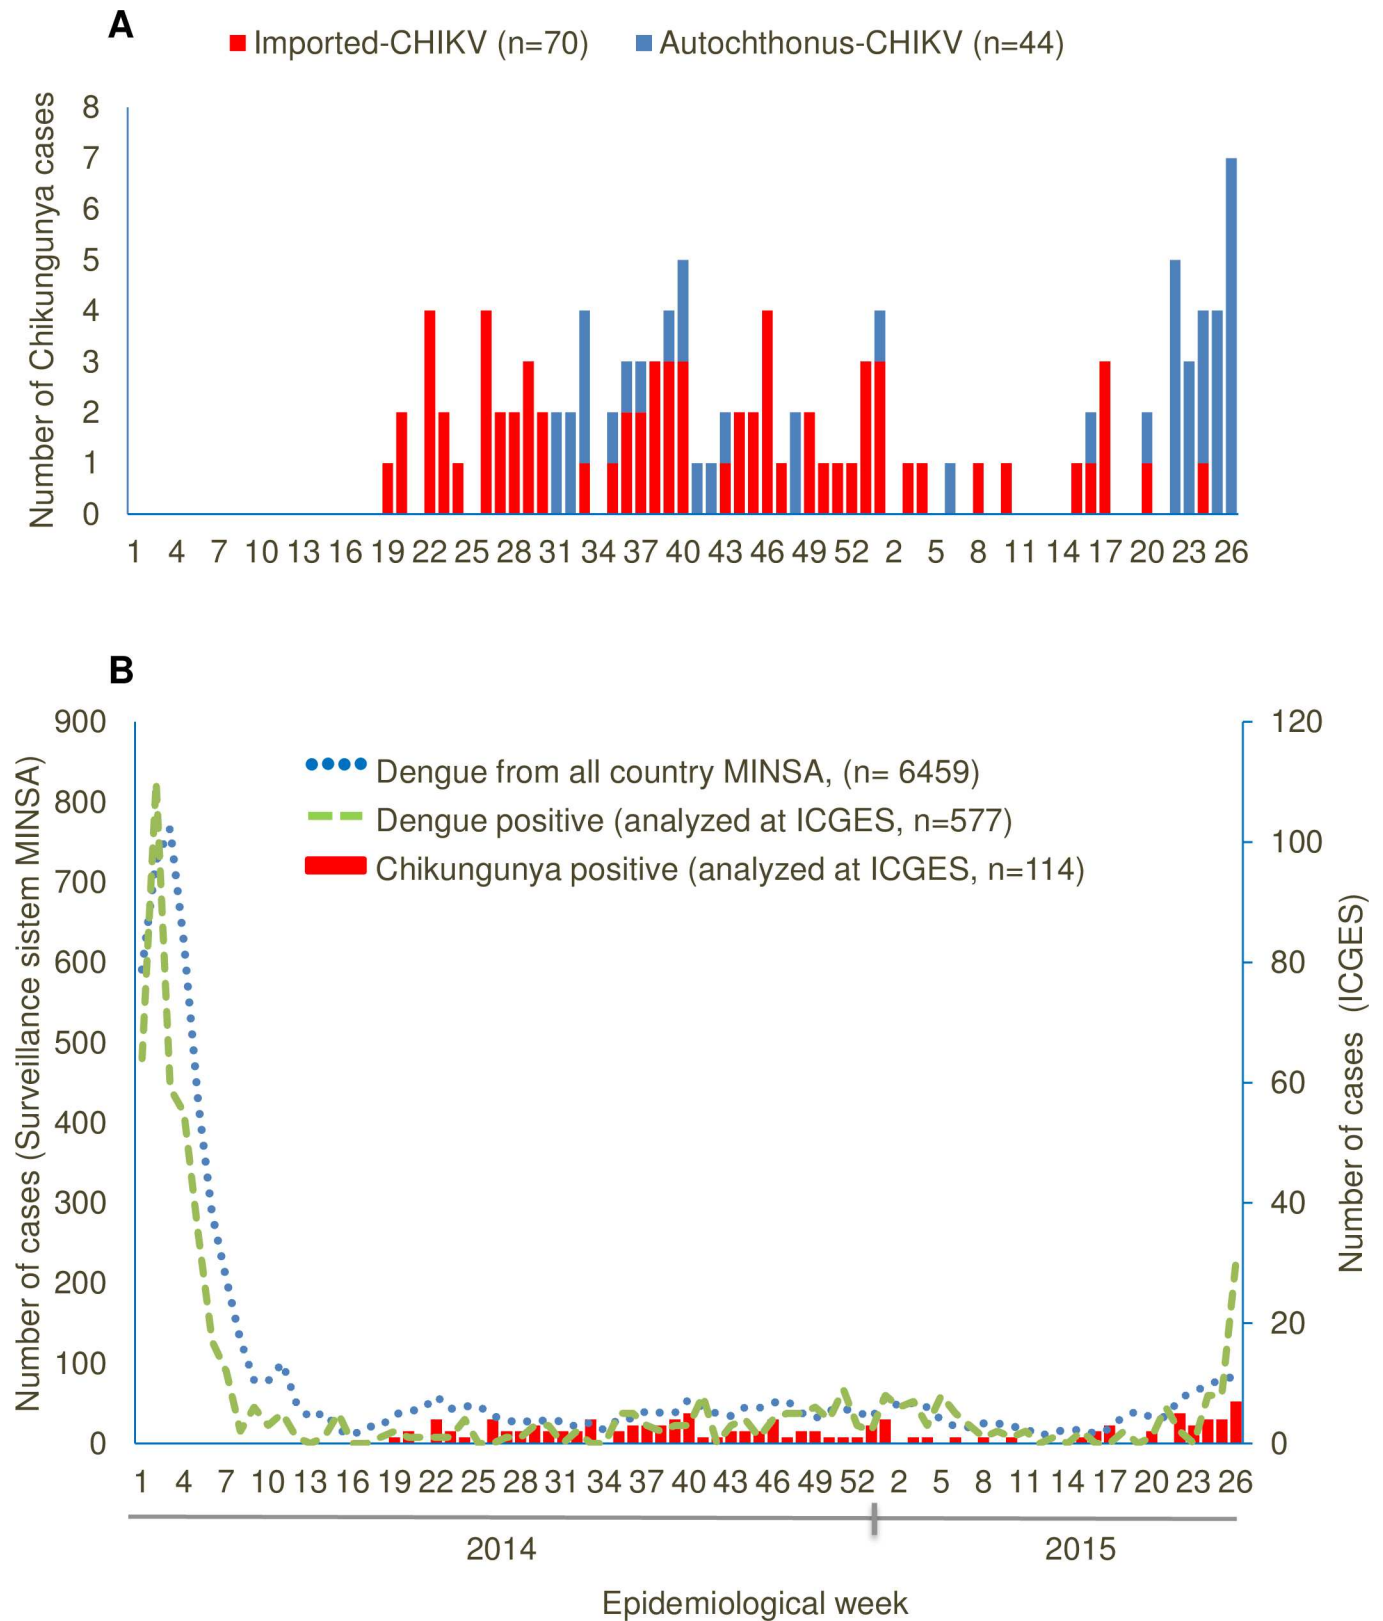 A
Imported-CHIKV (n=70) Autochthonus-CHIKV (n=44)
Number of Chikungunya cases
8
7
6
5
4
3
2
1
0
1 4 7 10 13 16 19 22 25 28 31 34 37 40 43 46 49 52 2 5 8 11 14 17 20 23 26
B
Number of cases (Surveillance sistem MINSA)
900
800
700
600
500
400
300
200
100
0
Dengue from all country MINSA, (n= 6459)
Dengue positive (analyzed at ICGES, n=577)
Chikungunya positive (analyzed at ICGES, n=114)
120
100
80
60
40
20
0
Number of cases (ICGES)
1 4 7 10 13 16 19 22 25 28 31 34 37 40 43 46 49 52 2 5 8 11 14 17 20 23 26
2014 2015
Epidemiological week